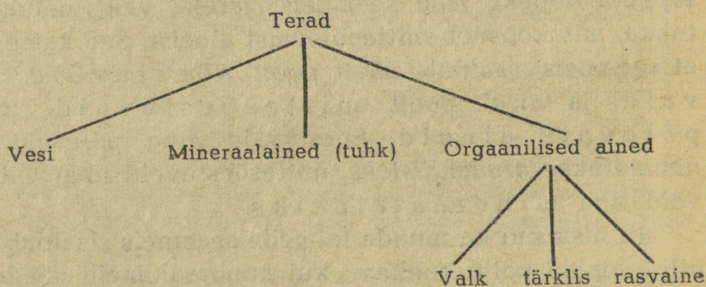 Terad
Vesi Mineraalained (tuhk) Orgaanilised ained
Valk tärklis rasvaine